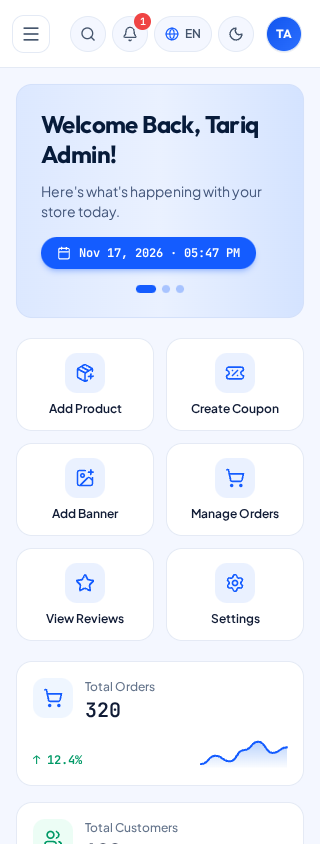 1
EN
TA
Welcome Back, Tariq
Admin!
Here's what's happening with your
store today.
Nov 17, 2026 · 05:47 PM
Add Product
Create Coupon
Add Banner
Manage Orders
View Reviews
Settings
Total Orders
320
↑ 12.4%
Total Customers